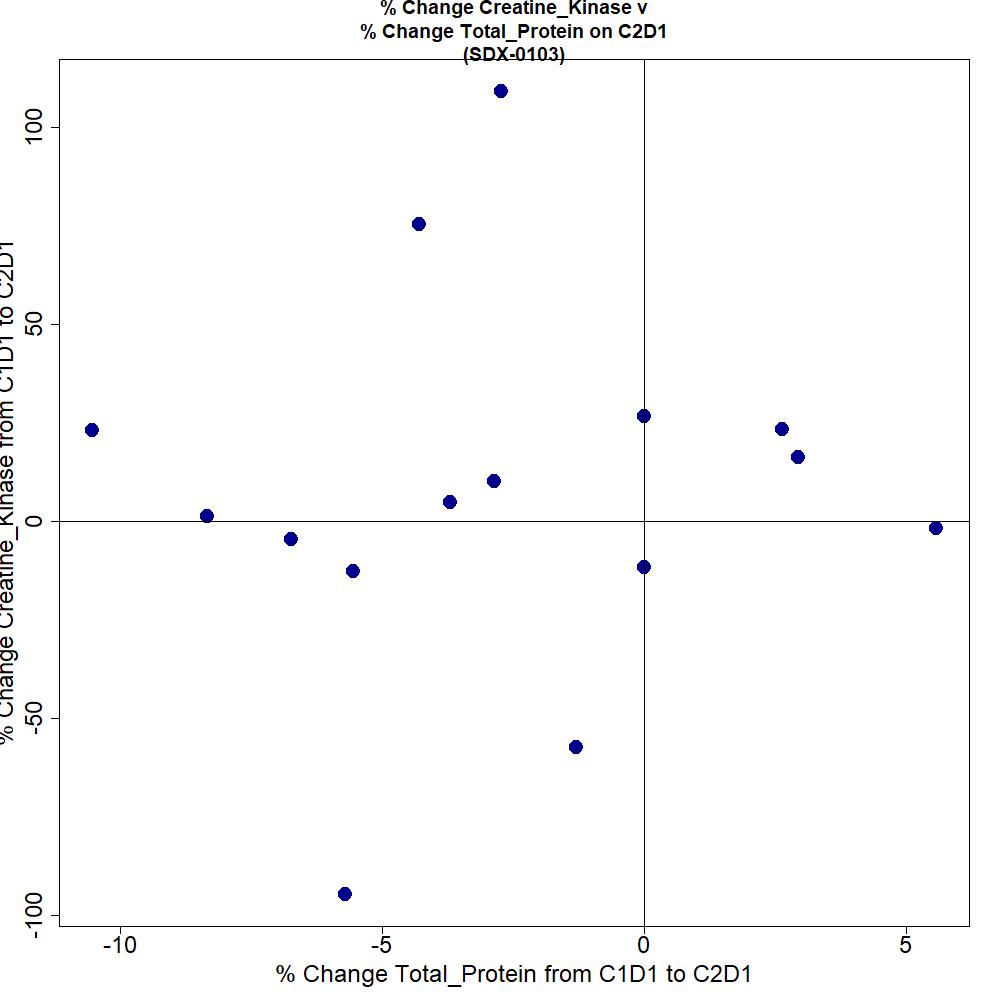 % Change Creatine_Kinase v
% Change Total_Protein on C2D1
(SDX-0103)
% Change Creatine_Kinase from C1D1 to C2D1
100
50
0
-50
-100
-10
-5
0
5
% Change Total_Protein from C1D1 to C2D1